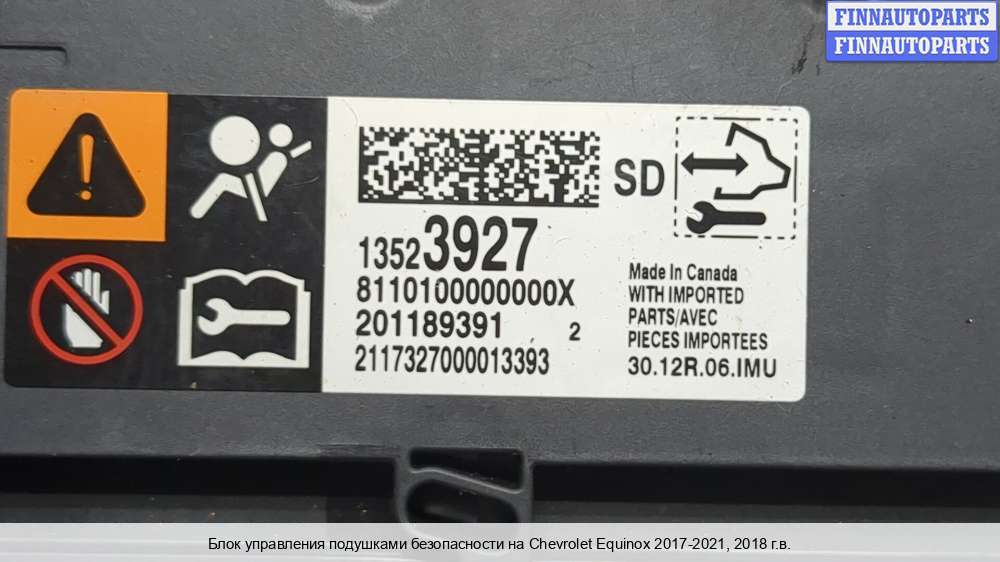 FINNAUTOPARTS
FINNAUTOPARTS
SD
13523927
8110100000000X
201189391 2
2117327000013393
Made In Canada
WITH IMPORTED
PARTS/AVEC
PIECES IMPORTEES
30.12R.06.IMU
Блок управления подушками безопасности на Chevrolet Equinox 2017-2021, 2018 г.в.